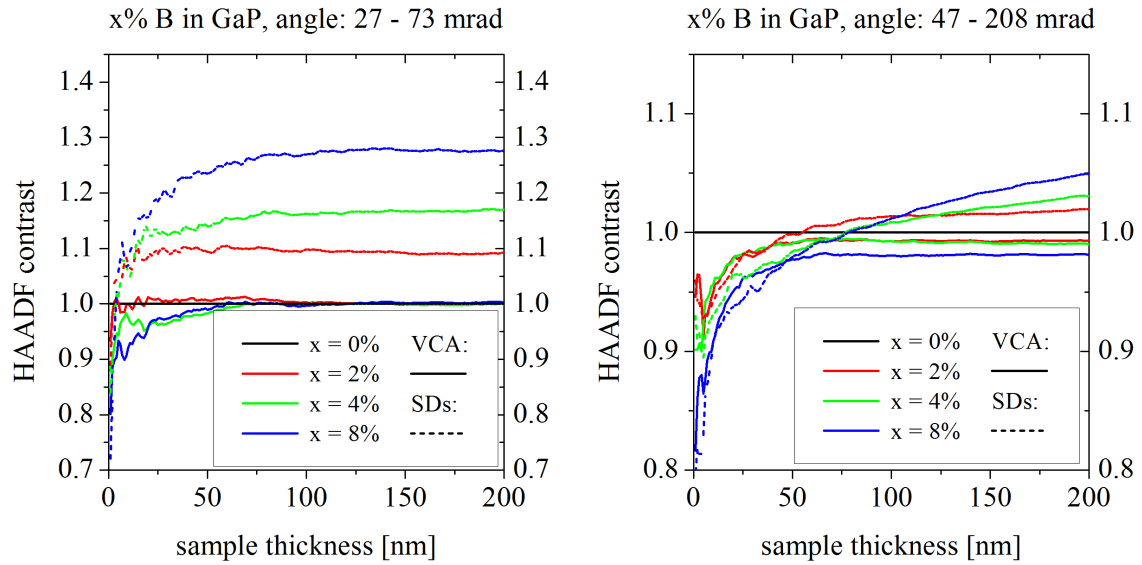 x% B in GaP, angle: 27 - 73 mrad
HAADF contrast
1.4
1.3
1.2
1.1
1.0
0.9
0.8
0.7
1.4
1.3
1.2
1.1
1.0
0.9
0.8
0.7
x = 0% VCA:
x = 2%
x = 4% SDs:
x = 8%
0 50 100 150 200
sample thickness [nm]
x% B in GaP, angle: 47 - 208 mrad
HAADF contrast
1.1
1.0
0.9
0.8
1.1
1.0
0.9
0.8
x = 0% VCA:
x = 2%
x = 4% SDs:
x = 8%
0 50 100 150 200
sample thickness [nm]